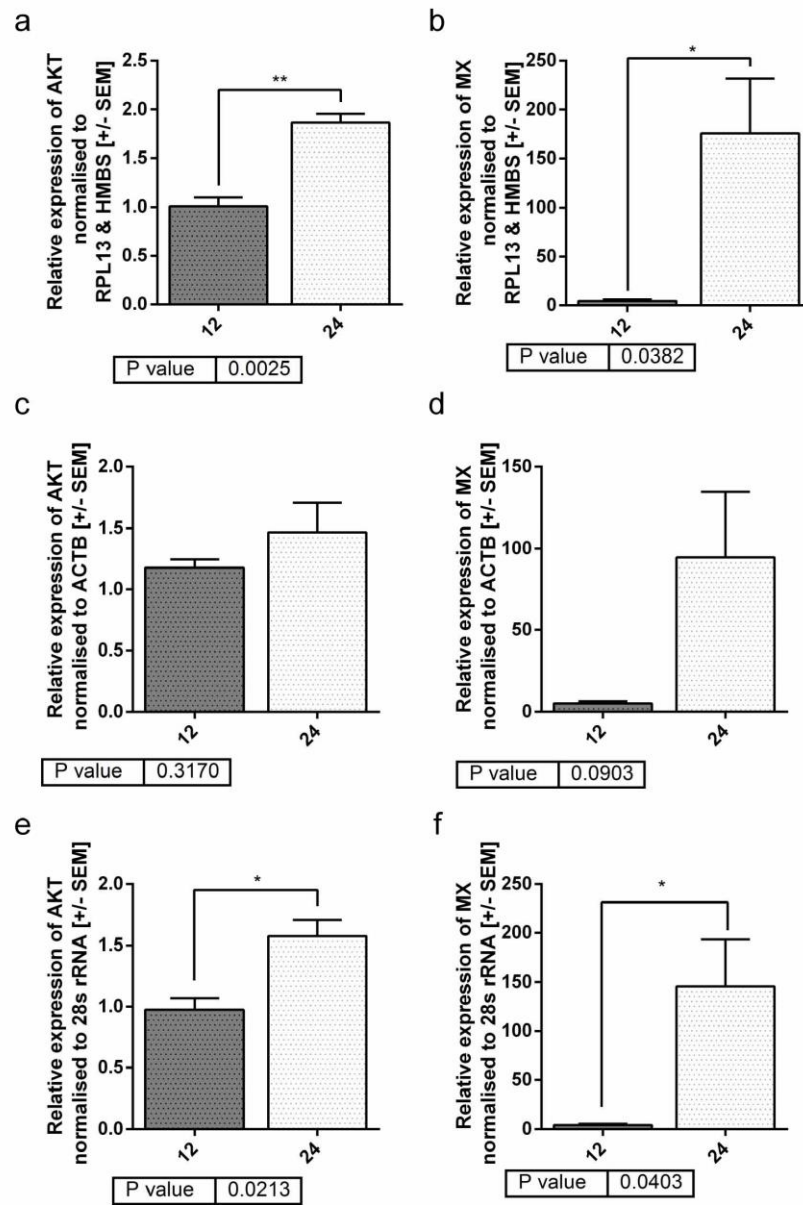 a
Relative expression of AKT
normalised to
RPL13 & HMBS [+/- SEM]
2.5
2.0
1.5
1.0
0.5
0.0
**
12
24
P value 0.0025
b
Relative expression of MX
normalised to
RPL13 & HMBS [+/- SEM]
250
200
150
100
50
0
*
12
24
P value 0.0382
c
Relative expression of AKT
normalised to ACTB [+/- SEM]
2.0
1.5
1.0
0.5
0.0
12
24
P value 0.3170
d
Relative expression of MX
normalised to ACTB [+/- SEM]
150
100
50
0
12
24
P value 0.0903
e
Relative expression of AKT
normalised to 28s rRNA [+/- SEM]
2.0
1.5
1.0
0.5
0.0
*
12
24
P value 0.0213
f
Relative expression of MX
normalised to 28s rRNA [+/- SEM]
250
200
150
100
50
0
*
12
24
P value 0.0403